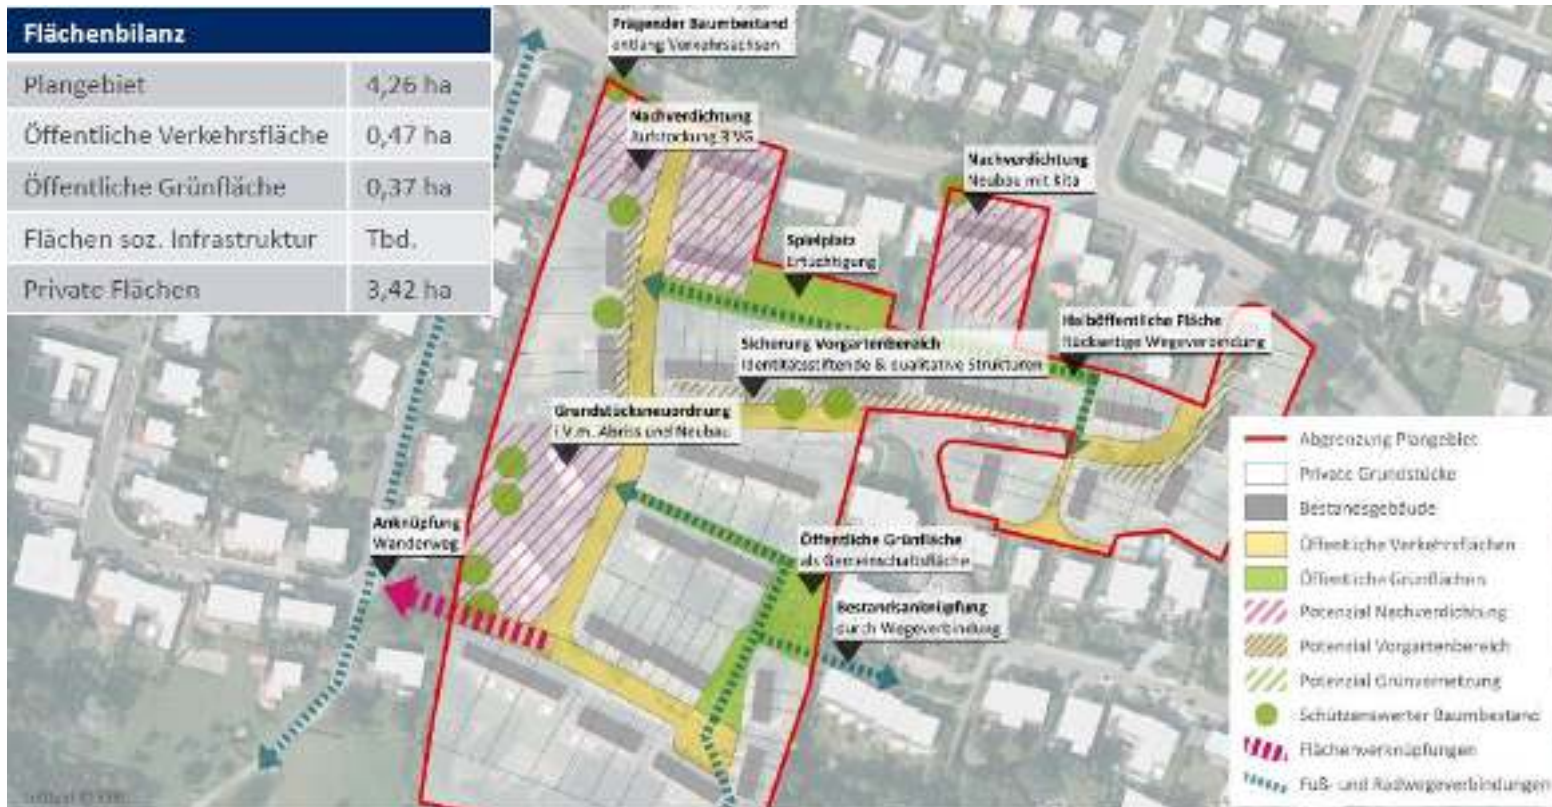 Flächenbilanz
Plangebiet 4,26 ha
Öffentliche Verkehrsfläche 0,47 ha
Öffentliche Grünfläche 0,37 ha
Flächen soz. Infrastruktur Tbd.
Private Flächen 3,42 ha
Prägender Baumbestand
entlang Verkehrsachsen
Nachverdichtung
Aufstockung 3 VG
Nachverdichtung
Neubau mit Kita
Spielplatz
Ertüchtigung
Halböffentliche Fläche
Rückwärtige Wegeverbindung
Sicherung Vorgartenbereich
Identitätsstiftende & qualitative Strukturen
Grundstücksneuordnung
i.V.m. Abriss und Neubau
Anknüpfung
Wanderweg
Öffentliche Grünfläche
als Gemeinschaftsfläche
Bestandsanknüpfung
durch Wegeverbindung
Abgrenzung Plangebiet
Private Grundstücke
Bestandsgebäude
Öffentliche Verkehrsflächen
Öffentliche Grünflächen
Potenzial Nachverdichtung
Potenzial Vorgartenbereich
Potenzial Grünvernetzung
Schützenswerter Baumbestand
Flächenverknüpfungen
Fuß- und Radwegeverbindungen